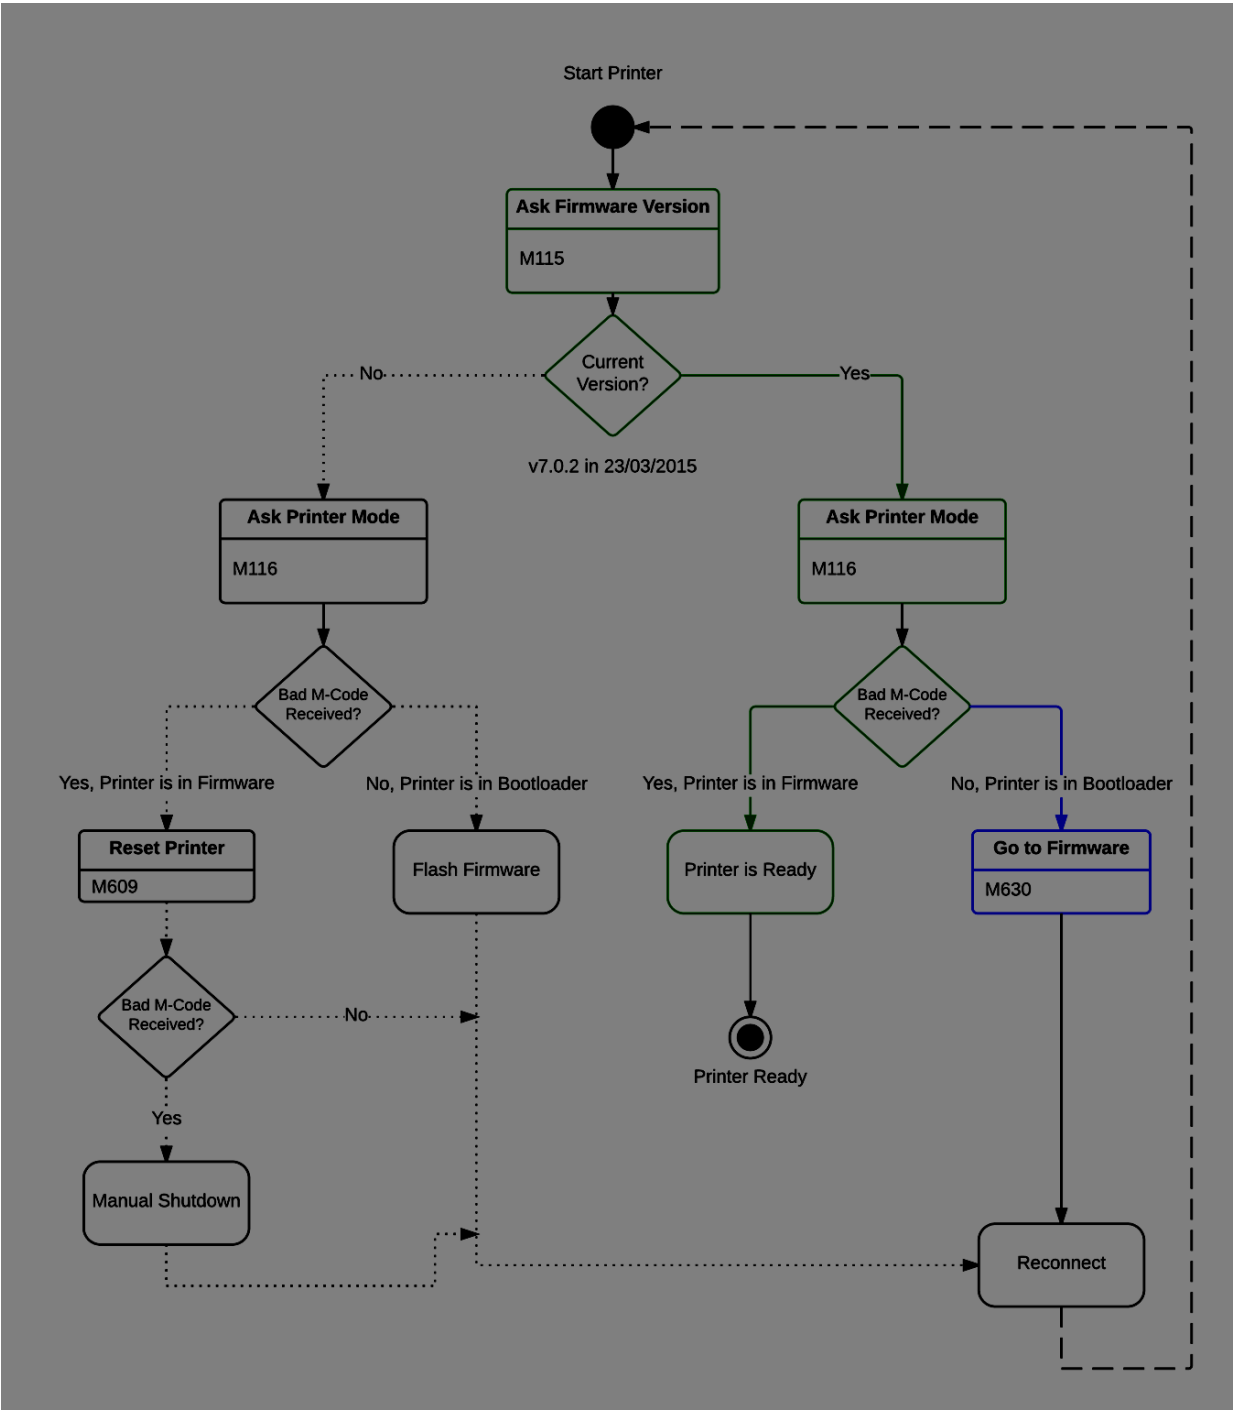 Start Printer
Ask Firmware Version
M115
Current
Version?
No
Yes
v7.0.2 in 23/03/2015
Ask Printer Mode
M116
Ask Printer Mode
M116
Bad M-Code
Received?
Bad M-Code
Received?
Yes, Printer is in Firmware
No, Printer is in Bootloader
Yes, Printer is in Firmware
No, Printer is in Bootloader
Reset Printer
M609
Flash Firmware
Printer is Ready
Go to Firmware
M630
Bad M-Code
Received?
No
Printer Ready
Yes
Manual Shutdown
Reconnect